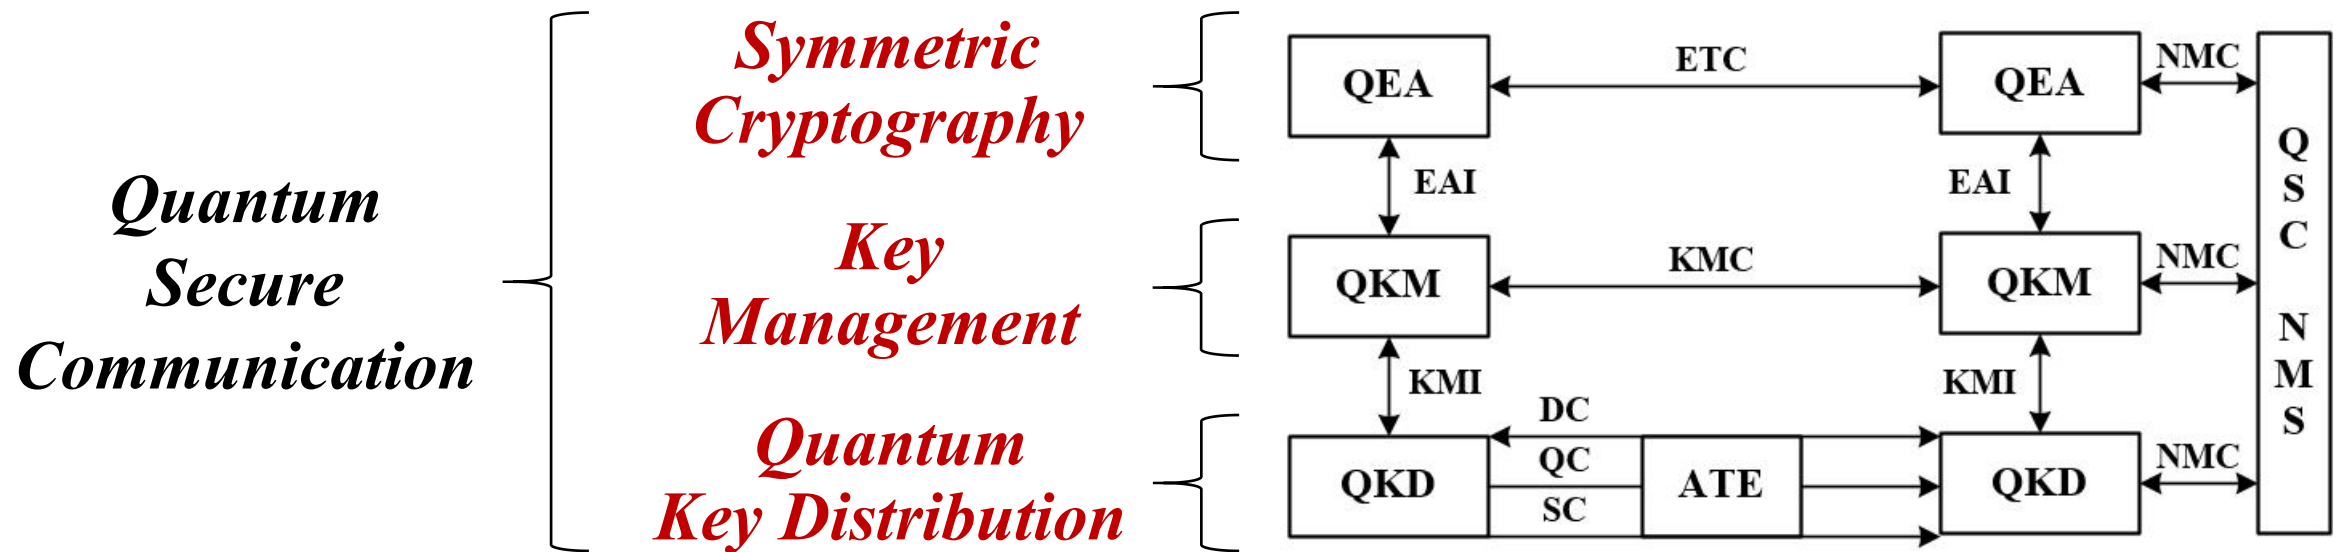 Quantum
Secure
Communication
Symmetric
Cryptography
Key
Management
Quantum
Key Distribution
QEA
ETC
QEA
NMC
EAI
EAI
QKM
KMC
QKM
NMC
KMI
KMI
QKD
DC
QC
SC
ATE
QKD
NMC
Q
S
C
N
M
S